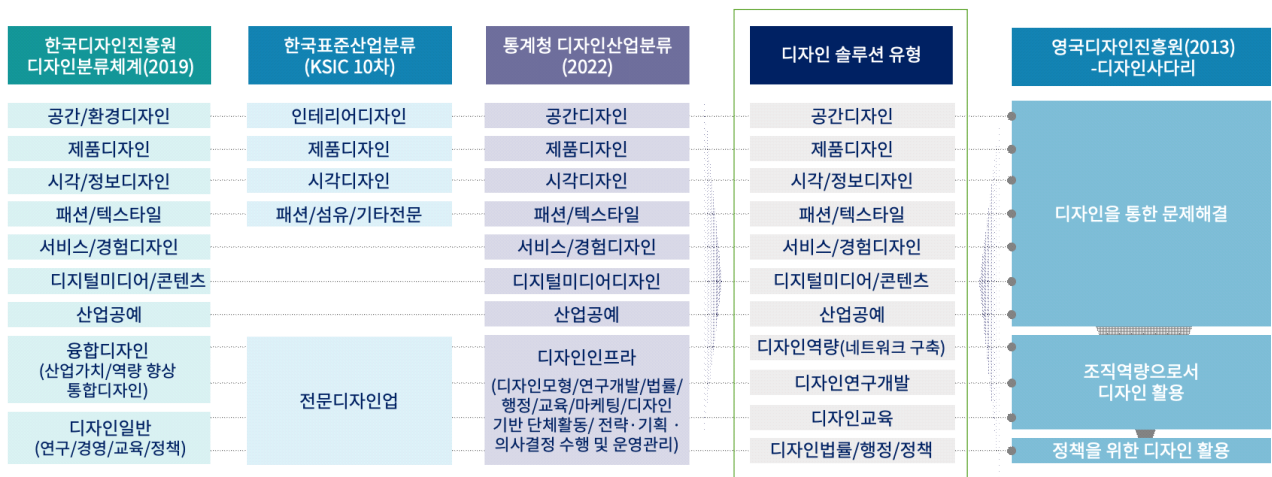 한국디자인진흥원
디자인분류체계(2019)
공간/환경디자인
제품디자인
시각/정보디자인
패션/텍스타일
서비스/경험디자인
디지털미디어/콘텐츠
산업공예
융합디자인
(산업가치/역량 향상
통합디자인)
디자인일반
(연구/경영/교육/정책)
한국표준산업분류
(KSIC 10차)
인테리어디자인
제품디자인
시각디자인
패션/섬유/기타전문
전문디자인업
통계청 디자인산업분류
(2022)
공간디자인
제품디자인
시각디자인
패션/텍스타일
서비스/경험디자인
디지털미디어디자인
산업공예
디자인인프라
(디자인모형/연구개발/법률/
행정/교육/마케팅/디자인
기반 단체활동/ 전략·기획 ·
의사결정 수행 및 운영관리)
디자인 솔루션 유형
공간디자인
제품디자인
시각/정보디자인
패션/텍스타일
서비스/경험디자인
디지털미디어/콘텐츠
산업공예
디자인역량(네트워크 구축)
디자인연구개발
디자인교육
디자인법률/행정/정책
영국디자인진흥원(2013)
-디자인사다리
디자인을 통한 문제해결
조직역량으로서
디자인 활용
정책을 위한 디자인 활용